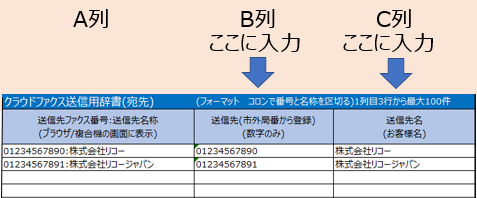 A列
B列
ここに入力
C列
ここに入力
クラウドファクス送信用辞書(宛先)
(フォーマット　コロンで番号と名称を区切る)1列目3行から最大100件
送信先ファクス番号:送信先名称
(ブラウザ/複合機の画面に表示)
送信先(市外局番から登録)
(数字のみ)
送信先名
(お客様名)
01234567890:株式会社リコー
01234567890
株式会社リコー
01234567891:株式会社リコージャパン
01234567891
株式会社リコージャパン